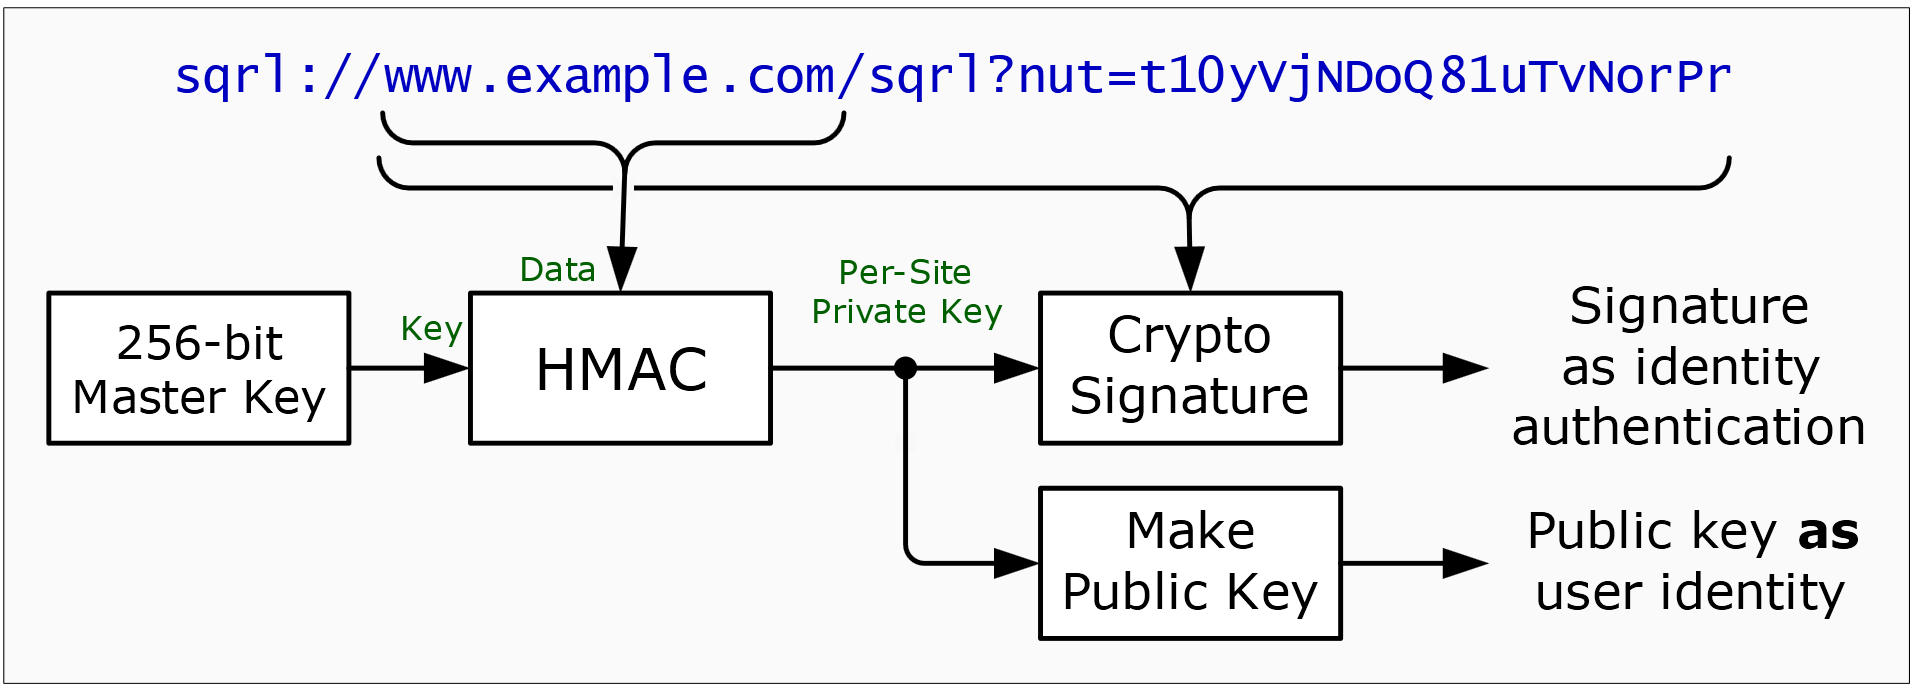 sqrl://www.example.com/sqrl?nut=t10yVjNDoQ81uTvNorPr
Data
Per-Site
Private Key
Key
256-bit
Master Key
HMAC
Crypto
Signature
Signature
as identity
authentication
Make
Public Key
Public key as
user identity